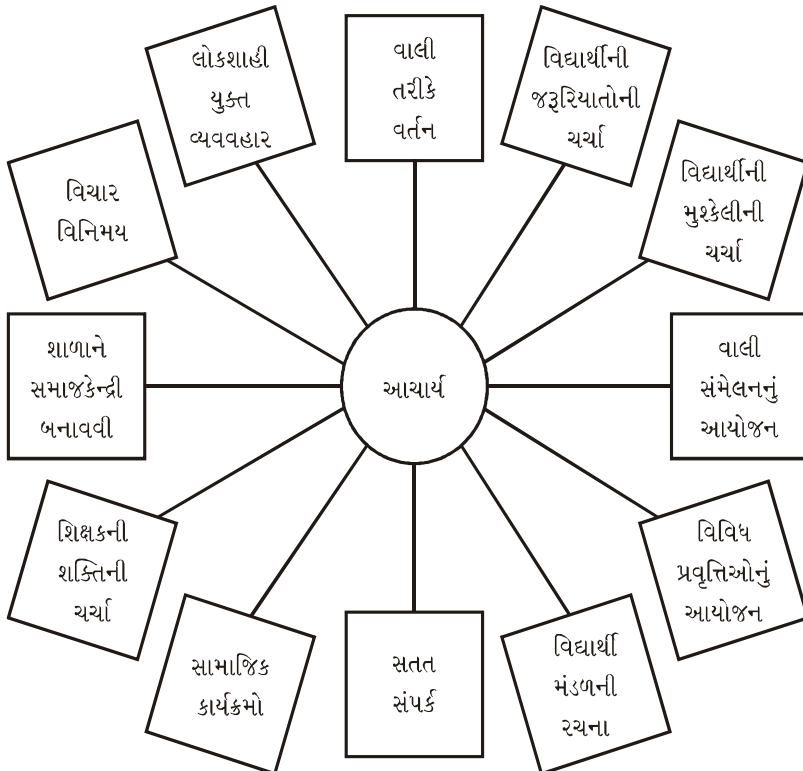 વાલી
તરીકે
વર્તન
વિદ્યાર્થીની
જરૂરિયાતોની
ચર્ચા
વિદ્યાર્થીની
મુશ્કેલીની
ચર્ચા
વાલી
સંમેલનનું
આયોજન
વિવિધ
પ્રવૃત્તિઓનું
આયોજન
વિદ્યાર્થી
મંડળની
રચના
સતત
સંપર્ક
સામાજિક
કાર્યક્રમો
શિક્ષકની
શક્તિની
ચર્ચા
શાળાને
સમાજકેન્દ્રી
બનાવવી
વિચાર
વિનિમય
લોકશાહી
યુક્ત
વ્યવવહાર
આચાર્ય